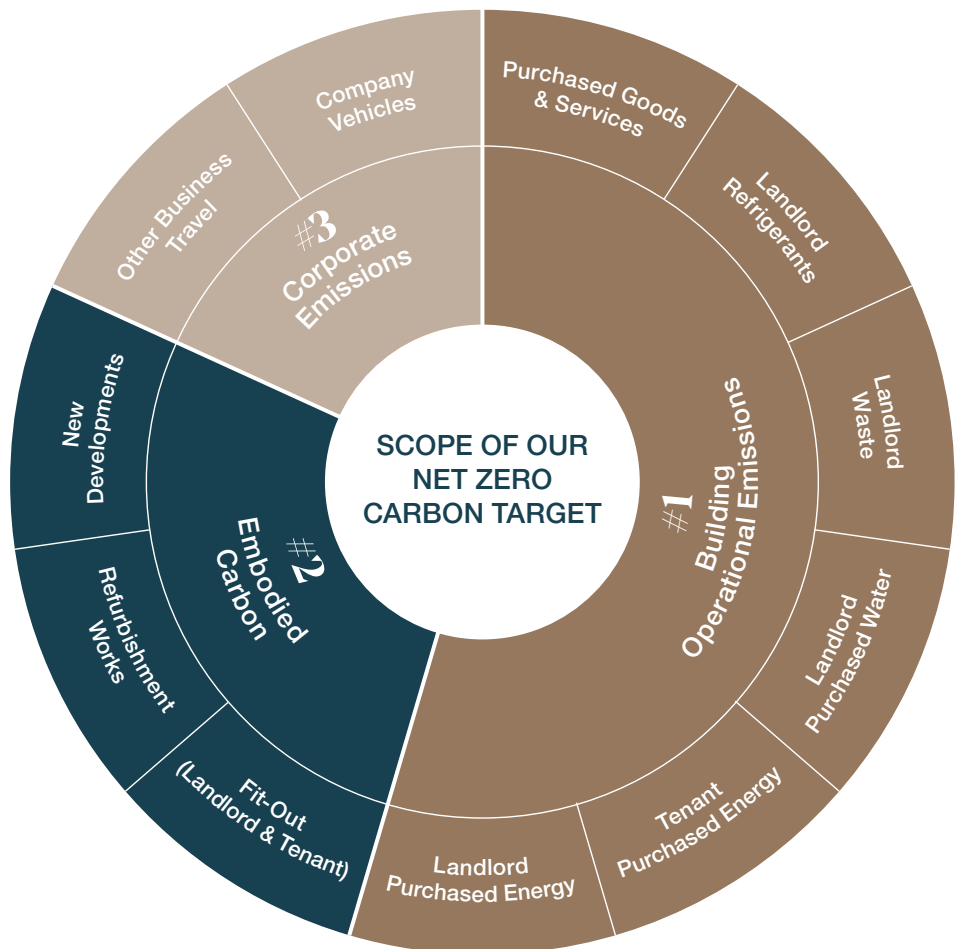 SCOPE OF OUR
NET ZERO
CARBON TARGET
#1
Building
Operational Emissions
Purchased Goods
& Services
Landlord
Refrigerants
Landlord
Waste
Landlord
Purchased Water
Tenant
Purchased Energy
Landlord
Purchased Energy
#2
Embodied
Carbon
Fit-Out
(Landlord & Tenant)
Refurbishment
Works
New
Developments
#3
Corporate
Emissions
Other Business
Travel
Company
Vehicles